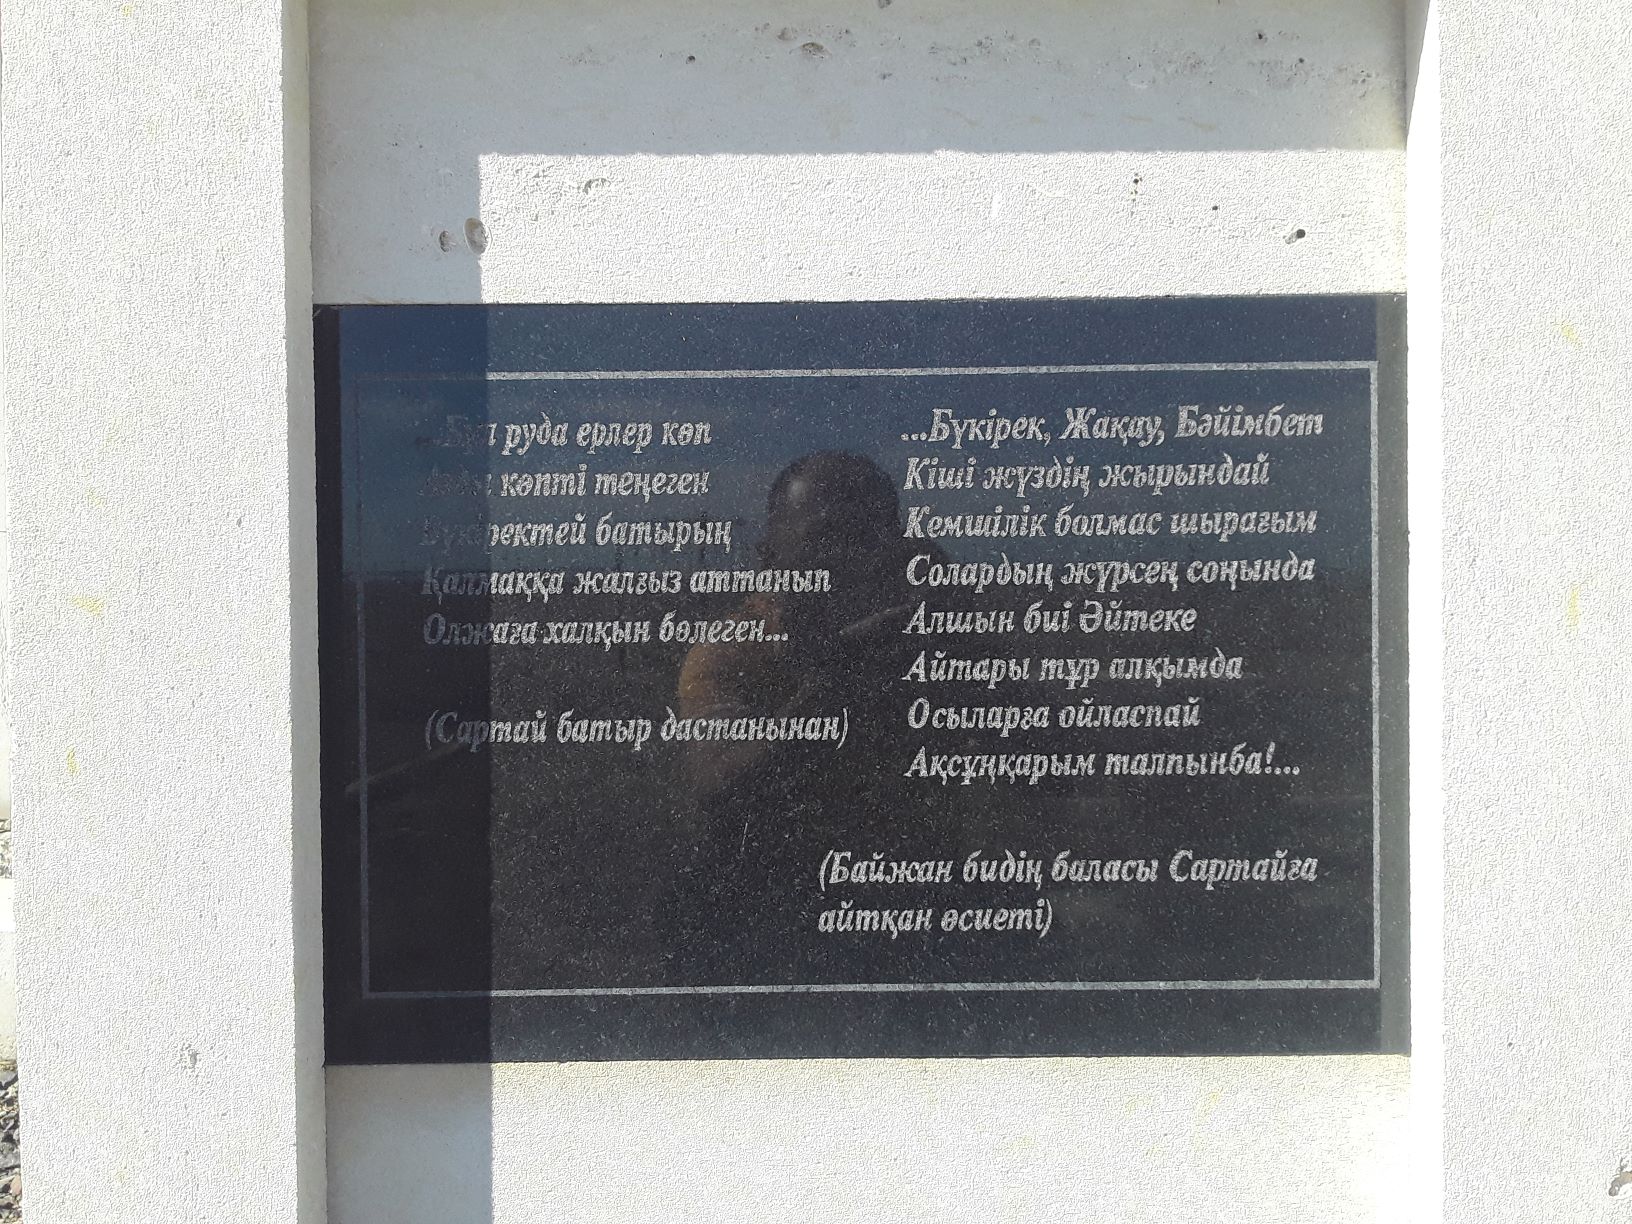 ...Бұл руда ерлер көп
көпті теңеген
Бүкіректей батырың
Қалмаққа жалғыз аттанып
Олжаға халқын бөлеген...
(Сартай батыр дастанынан)
...Бүкірек, Жақау, Бәйімбет
Кіші жүздің жырындай
Кемшілік болмас шырағым
Солардың жүрсең соңында
Алшын биі Әйтеке
Айтары тұр алқымда
Осыларға ойласпай
Ақсұңқарым талпынба!...
(Байжан бидің баласы Сартайға
айтқан өсиеті)